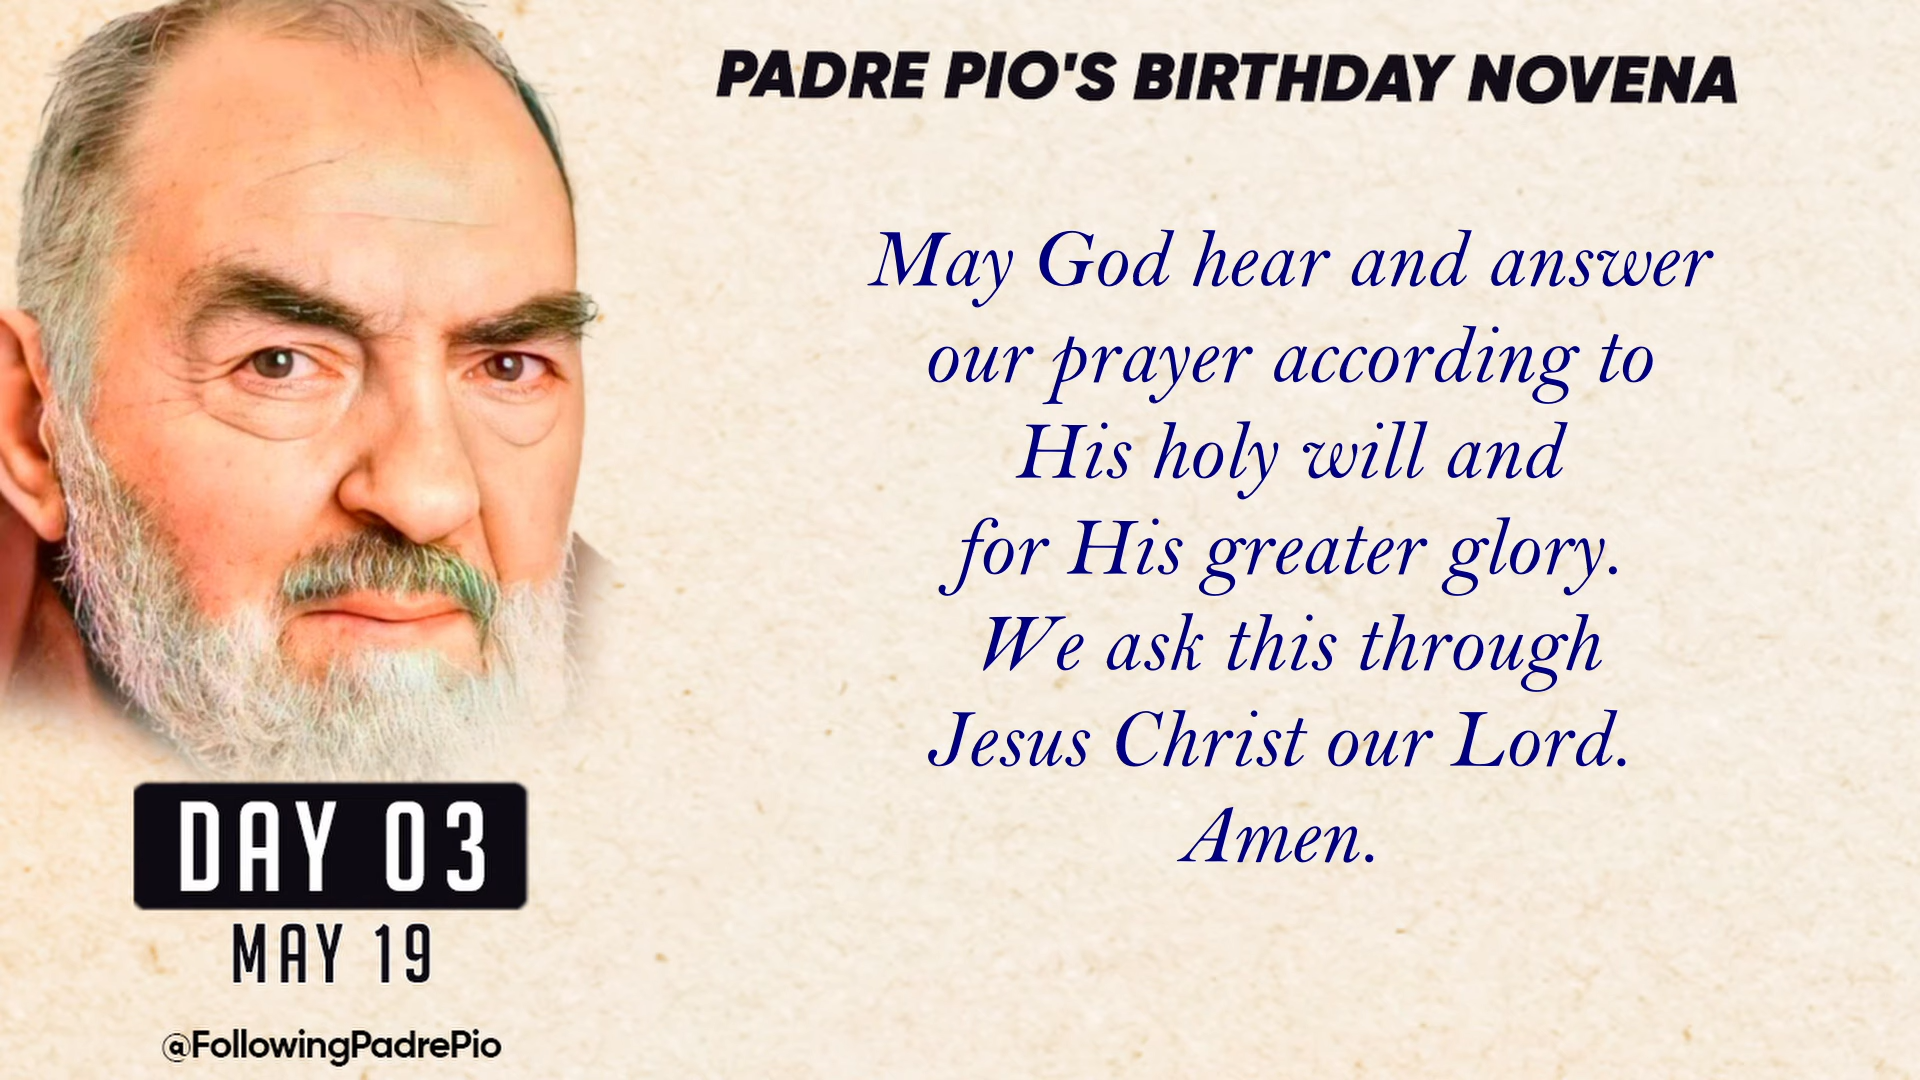 PADRE PIO'S BIRTHDAY NOVENA
May God hear and answer
our prayer according to
His holy will and
for His greater glory.
We ask this through
Jesus Christ our Lord.
Amen.
DAY 03
MAY 19
@FollowingPadrePio